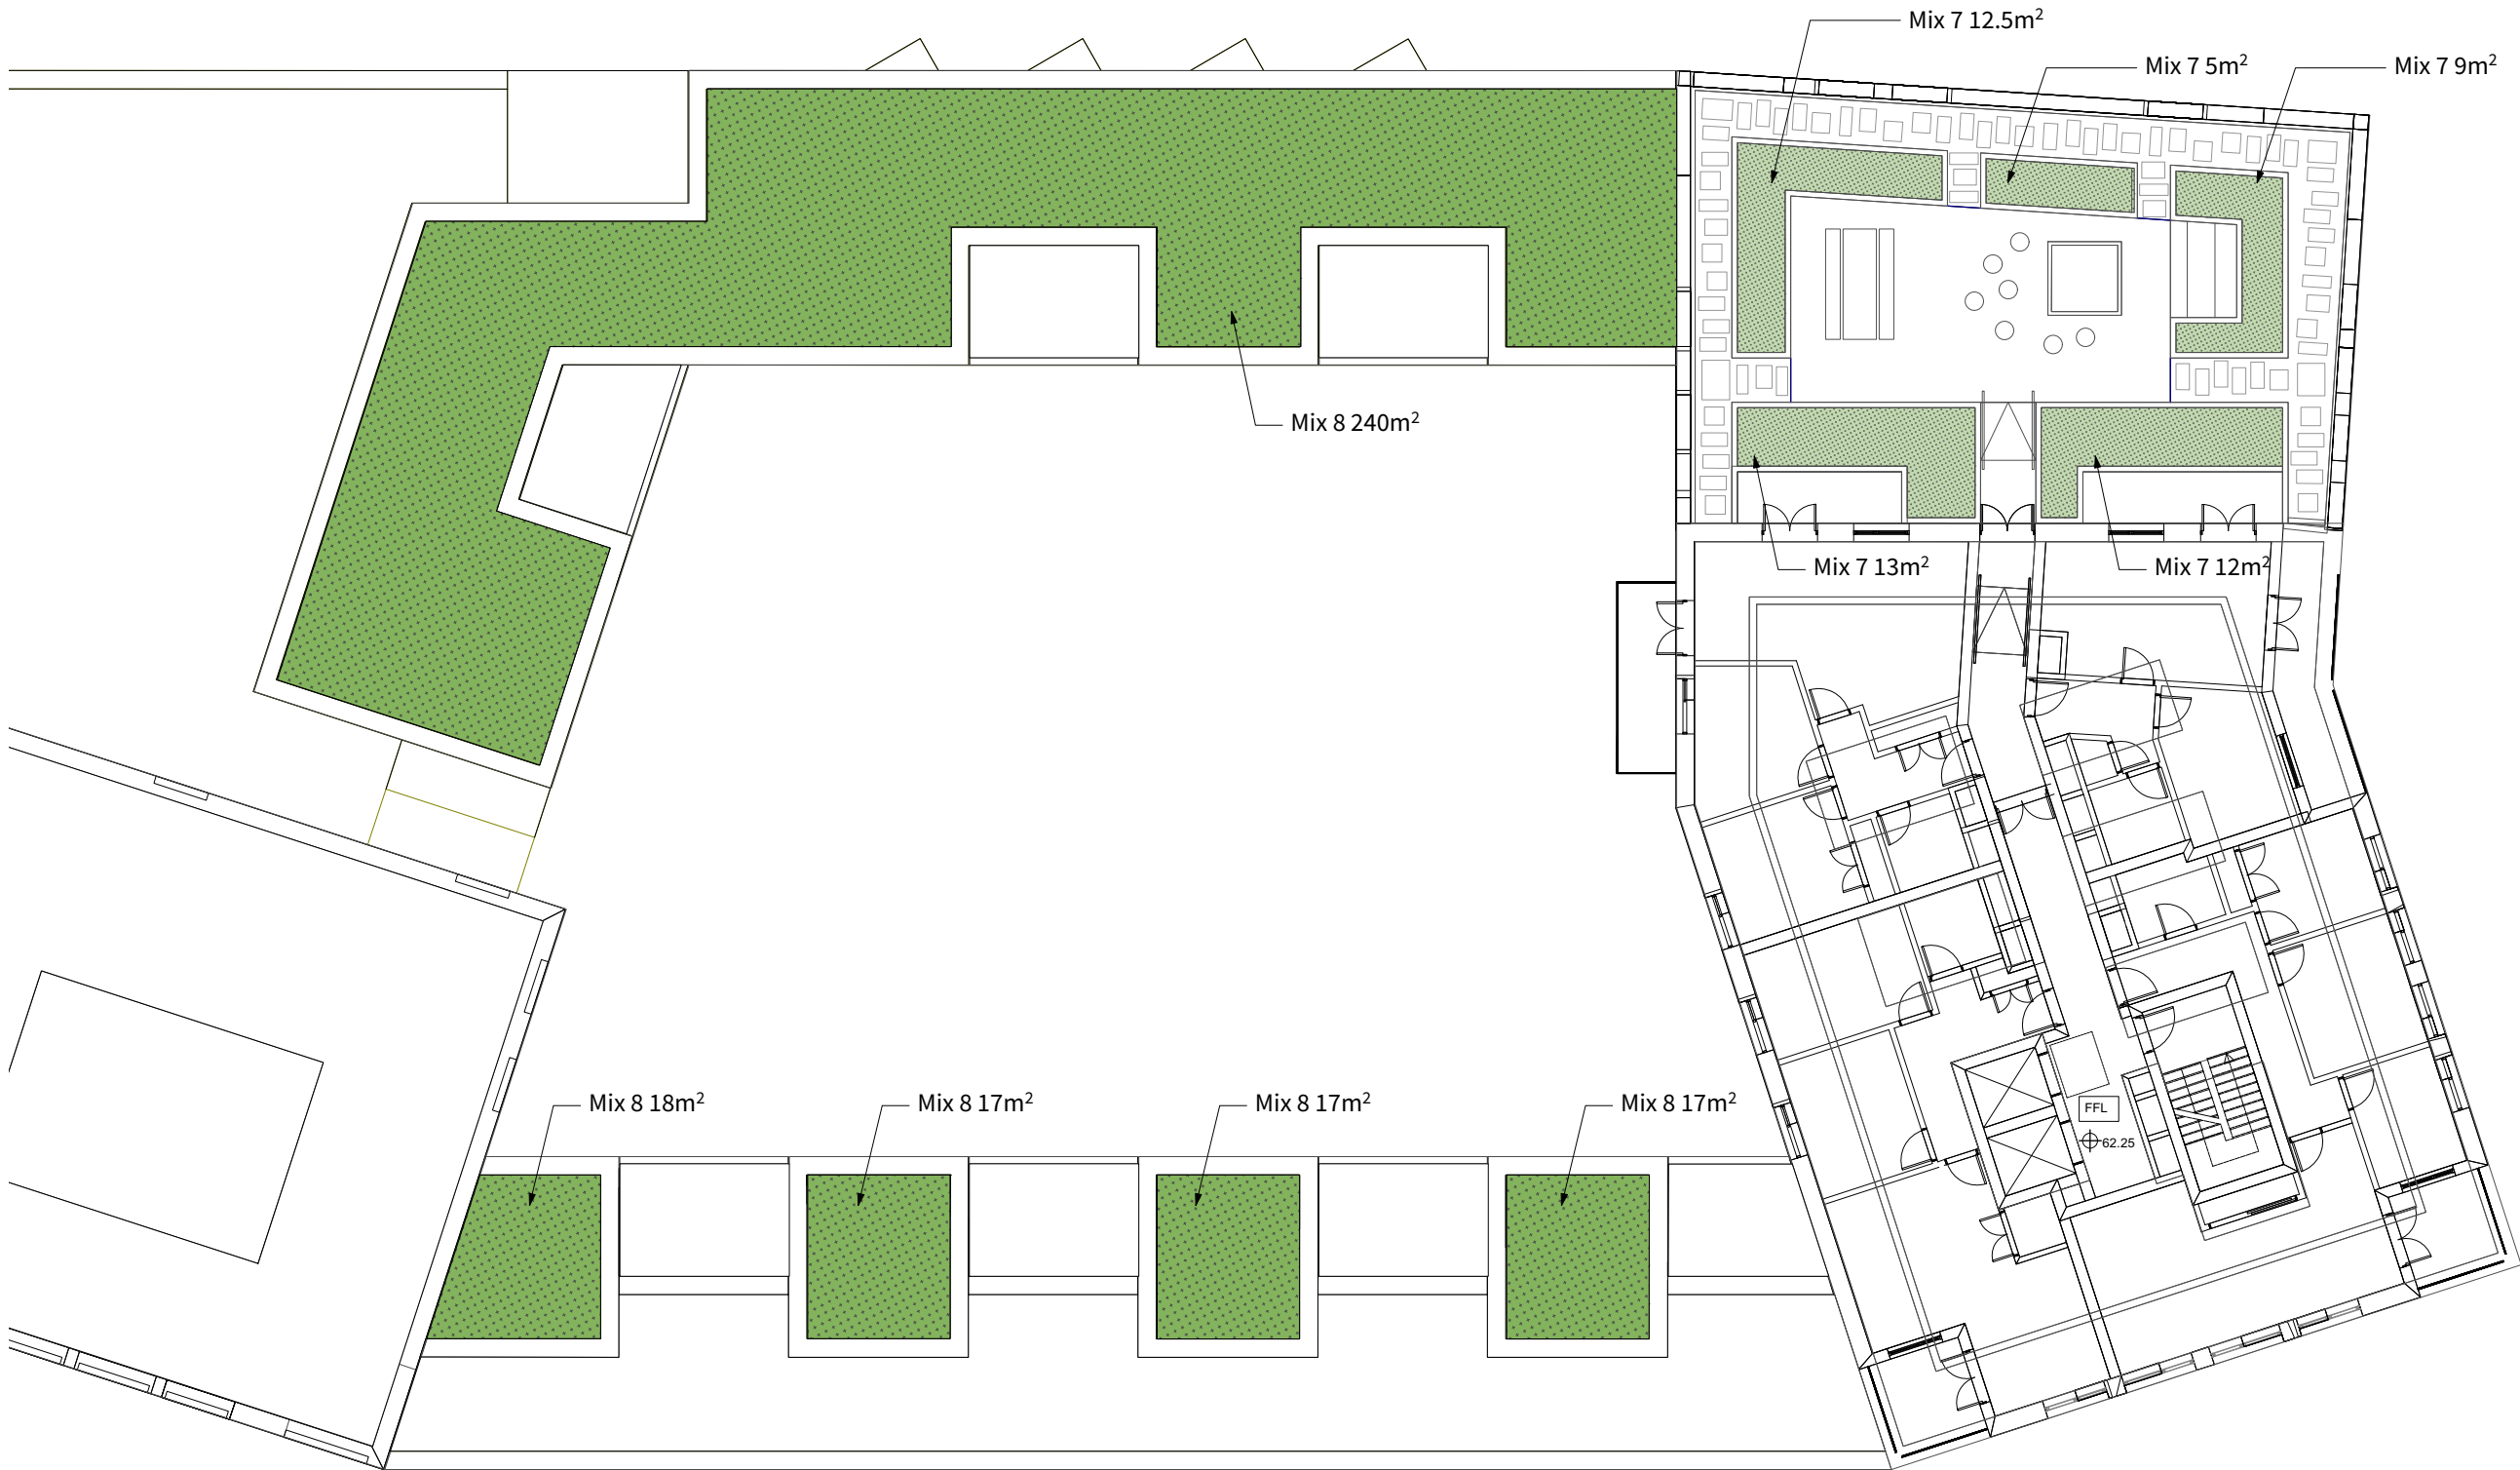 Mix 7 12.5m²
Mix 7 5m²
Mix 7 9m²
Mix 8 240m²
Mix 7 13m²
Mix 7 12m²
Mix 8 18m²
Mix 8 17m²
Mix 8 17m²
Mix 8 17m²
FFL
62.25